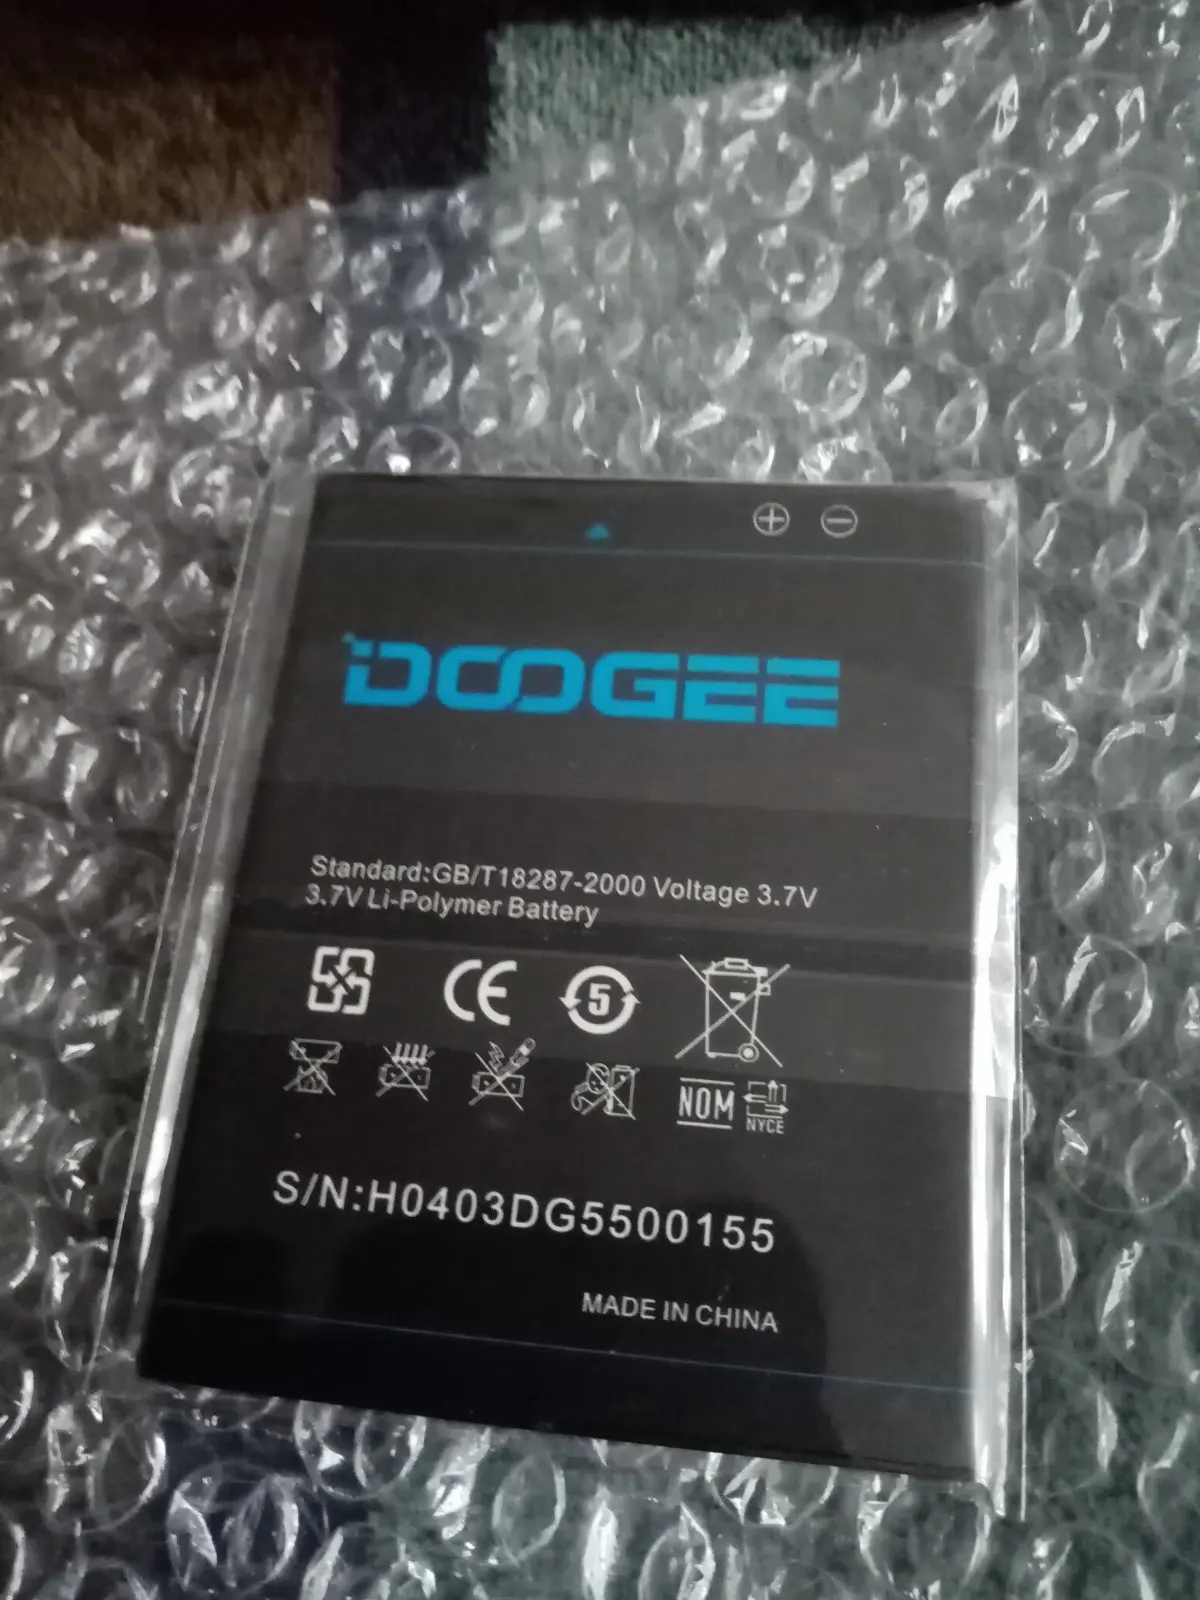 DOOGEE
Standard:GB/T18287-2000 Voltage 3.7V
3.7V Li-Polymer Battery
CE 5
NOM NYCE
S/N:H0403DG5500155
MADE IN CHINA